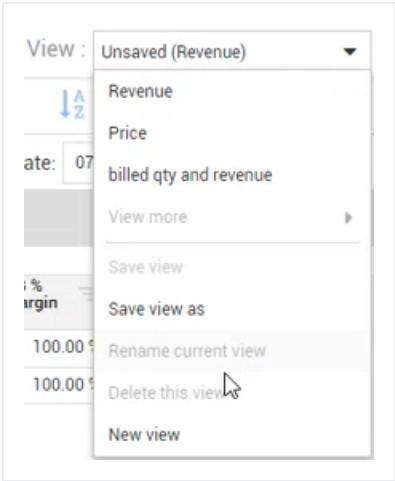 View : Unsaved (Revenue)
A
Z
Revenue
Price
ate: 07
billed qty and revenue
View more
Save view
%
argin
Save view as
100.00 %
Rename current view
100.00 %
Delete this view
New view